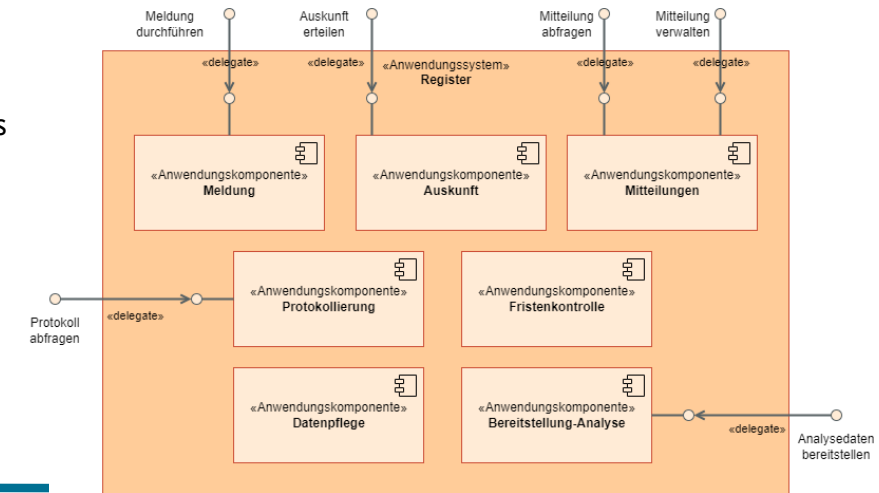 Meldung
durchführen
Auskunft
erteilen
Mitteilung
abfragen
Mitteilung
verwalten
«delegate»
«delegate»
«Anwendungssystem»
Register
«delegate»
«delegate»
s
«Anwendungskomponente»
Meldung
«Anwendungskomponente»
Auskunft
«Anwendungskomponente»
Mitteilungen
«Anwendungskomponente»
Protokollierung
«Anwendungskomponente»
Fristenkontrolle
«delegate»
Protokoll
abfragen
«Anwendungskomponente»
Datenpflege
«Anwendungskomponente»
Bereitstellung-Analyse
«delegate»
Analysedaten
bereitstellen